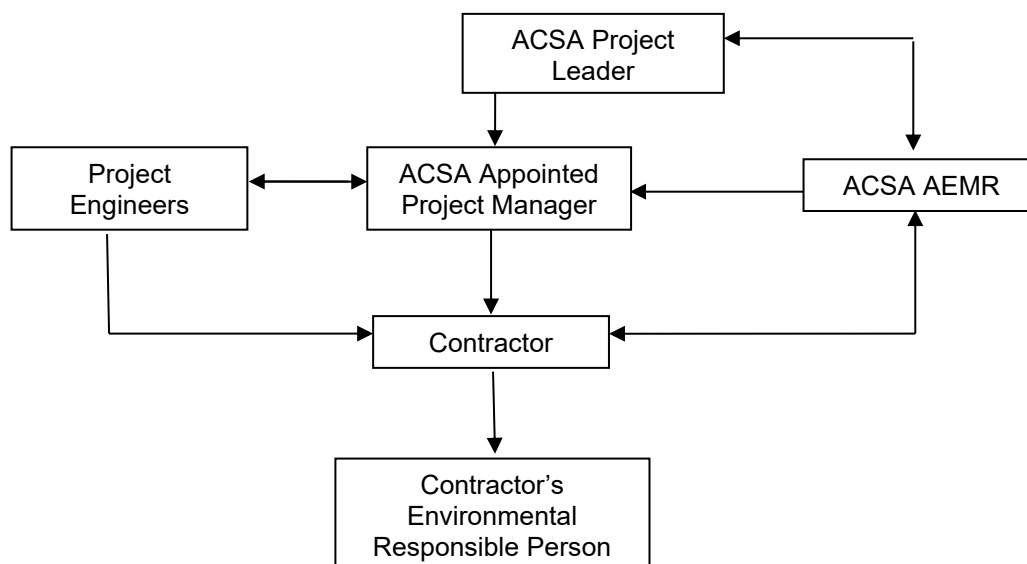 ACSA Project
Leader
Project
Engineers
ACSA Appointed
Project Manager
ACSA AEMR
Contractor
Contractor’s
Environmental
Responsible Person